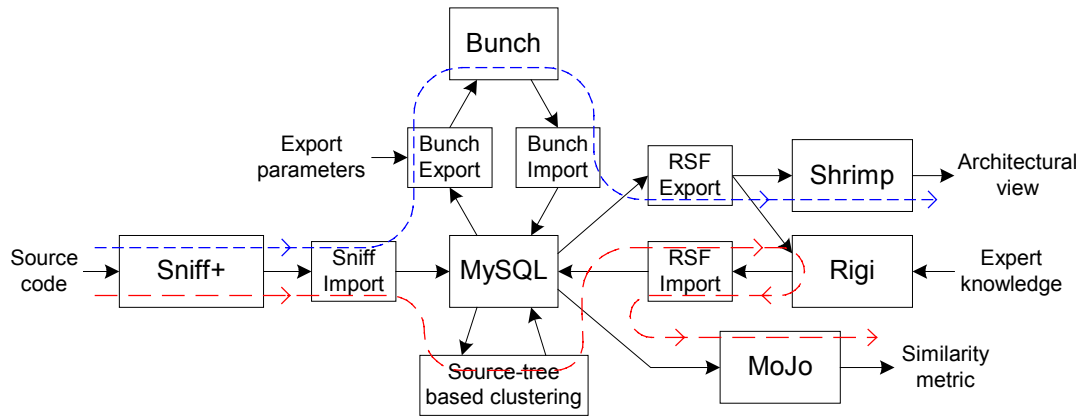 Bunch
Export
parameters
Bunch
Export
Bunch
Import
RSF
Export
Shrimp
Architectural
view
Source
code
Sniff+
Sniff
Import
MySQL
RSF
Import
Rigi
Expert
knowledge
Source-tree
based clustering
MoJo
Similarity
metric